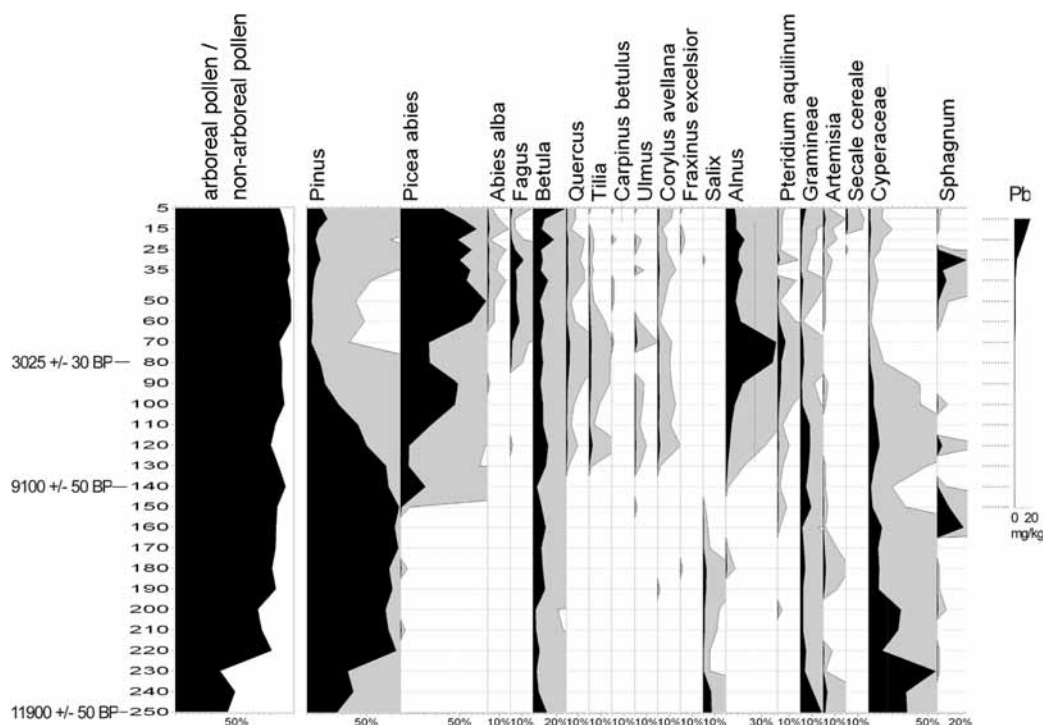 arboreal pollen /
non-arboreal pollen
Pinus
Picea abies
Abies alba
Fagus
Betula
Quercus
Tilia
Carpinus betulus
Ulmus
Corylus avellana
Fraxinus excelsior
Salix
Alnus
Pteridium aquilinum
Gramineae
Artemisia
Secale cereale
Cyperaceae
Sphagnum
Pb
5
15
25
35
50
60
70
3025 +/- 30 BP 80
90
100
110
120
130
9100 +/- 50 BP 140
150
160
170
180
190
200
210
220
230
240
11900 +/- 50 BP 250
0 20
mg/kg
50% 50% 50% 10% 10% 20% 10% 10% 10% 10% 10% 10% 10% 30% 10% 10% 10% 10% 50% 20%